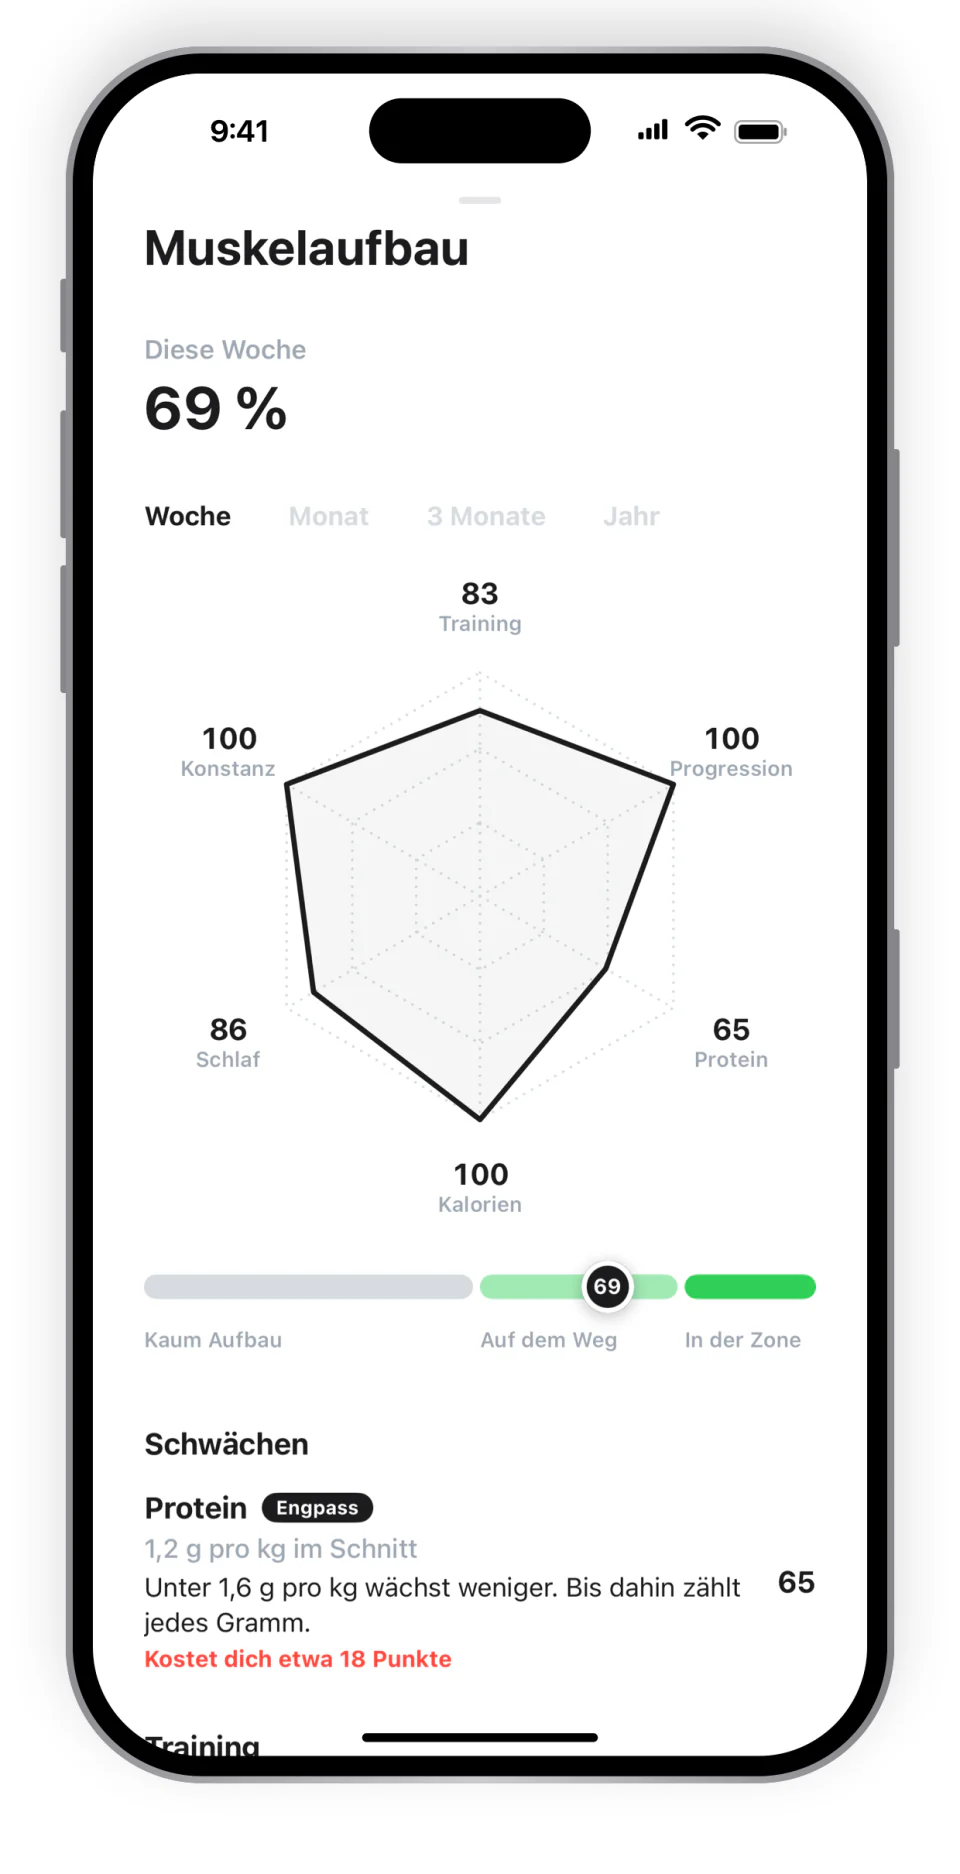 9:41
Muskelaufbau
Diese Woche
69 %
Woche Monat 3 Monate Jahr
83
Training
100
Konstanz
100
Progression
86
Schlaf
65
Protein
100
Kalorien
69
Kaum Aufbau Auf dem Weg In der Zone
Schwächen
Protein Engpass
1,2 g pro kg im Schnitt
Unter 1,6 g pro kg wächst weniger. Bis dahin zählt
jedes Gramm.
65
Kostet dich etwa 18 Punkte
Training